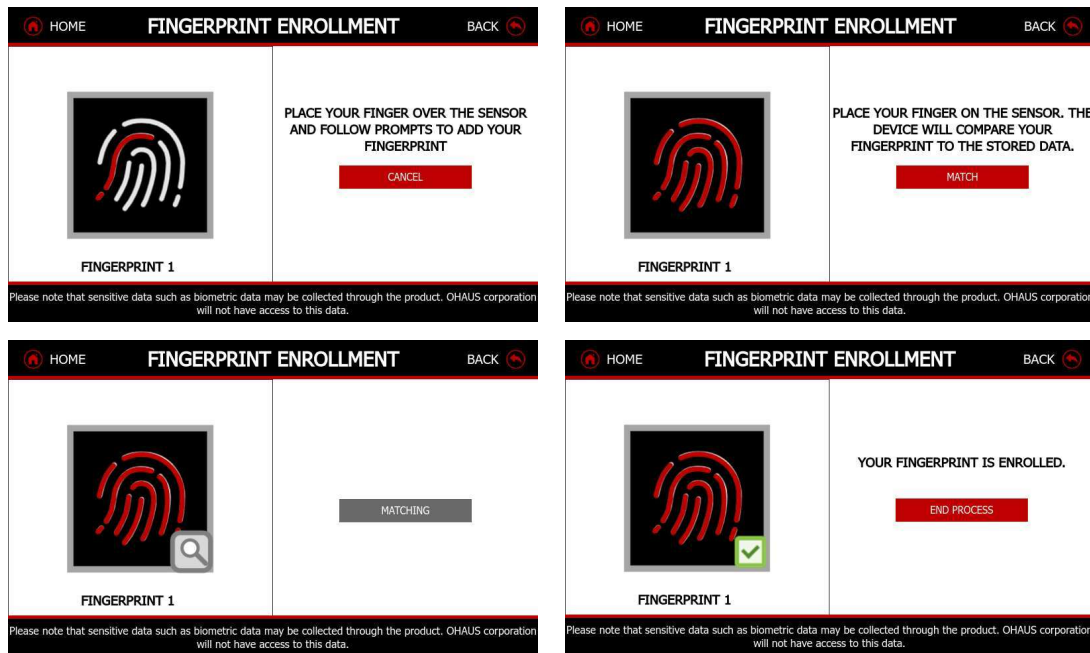 HOME FINGERPRINT ENROLLMENT BACK
PLACE YOUR FINGER OVER THE SENSOR
AND FOLLOW PROMPTS TO ADD YOUR
FINGERPRINT
CANCEL
FINGERPRINT 1
Please note that sensitive data such as biometric data may be collected through the product. OHAUS corporation
will not have access to this data.
HOME FINGERPRINT ENROLLMENT BACK
PLACE YOUR FINGER ON THE SENSOR. THE
DEVICE WILL COMPARE YOUR
FINGERPRINT TO THE STORED DATA.
MATCH
FINGERPRINT 1
Please note that sensitive data such as biometric data may be collected through the product. OHAUS corporation
will not have access to this data.
HOME FINGERPRINT ENROLLMENT BACK
MATCHING
FINGERPRINT 1
Please note that sensitive data such as biometric data may be collected through the product. OHAUS corporation
will not have access to this data.
HOME FINGERPRINT ENROLLMENT BACK
YOUR FINGERPRINT IS ENROLLED.
END PROCESS
FINGERPRINT 1
Please note that sensitive data such as biometric data may be collected through the product. OHAUS corporation
will not have access to this data.